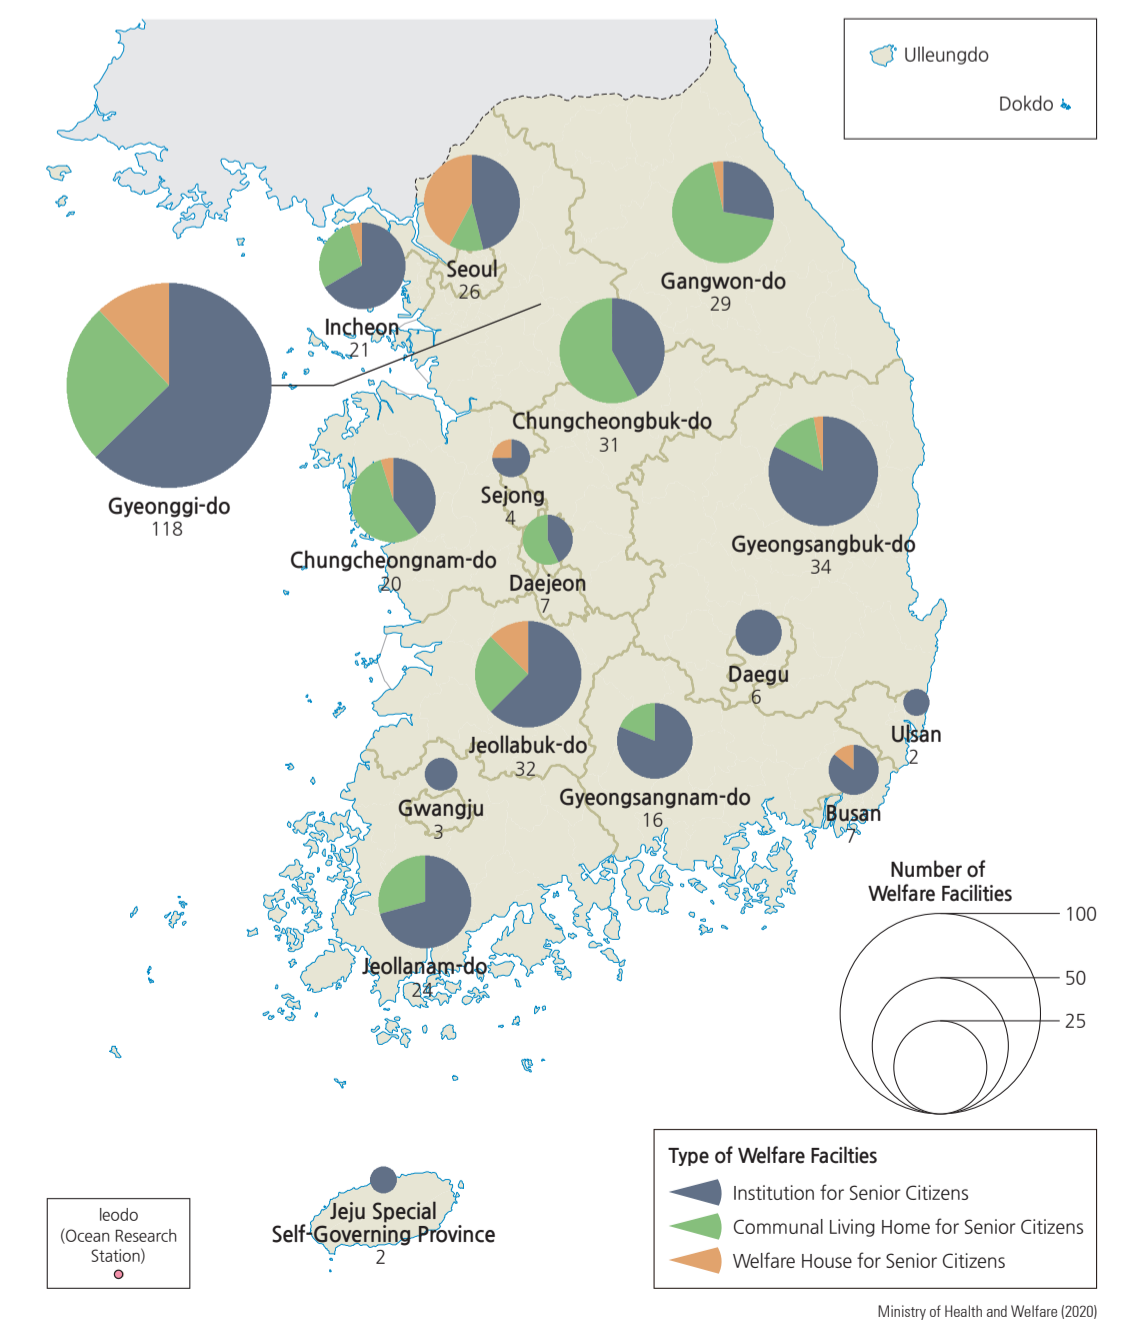 Ulleungdo
Dokdo
Seoul
26
Gangwon-do
29
Incheon
21
Chungcheongbuk-do
31
Gyeonggi-do
118
Sejong
4
Gyeongsangbuk-do
34
Chungcheongnam-do
20
Daejeon
7
Daegu
6
Ulsan
2
Jeollabuk-do
32
Gyeongsangnam-do
16
Gwangju
3
Busan
7
Jeollanam-do
24
Number of
Welfare Facilities
100
50
25
Type of Welfare Facilties
Institution for Senior Citizens
Communal Living Home for Senior Citizens
Welfare House for Senior Citizens
Jeju Special
Self-Governing Province
2
Ieodo
(Ocean Research
Station)
Ministry of Health and Welfare (2020)